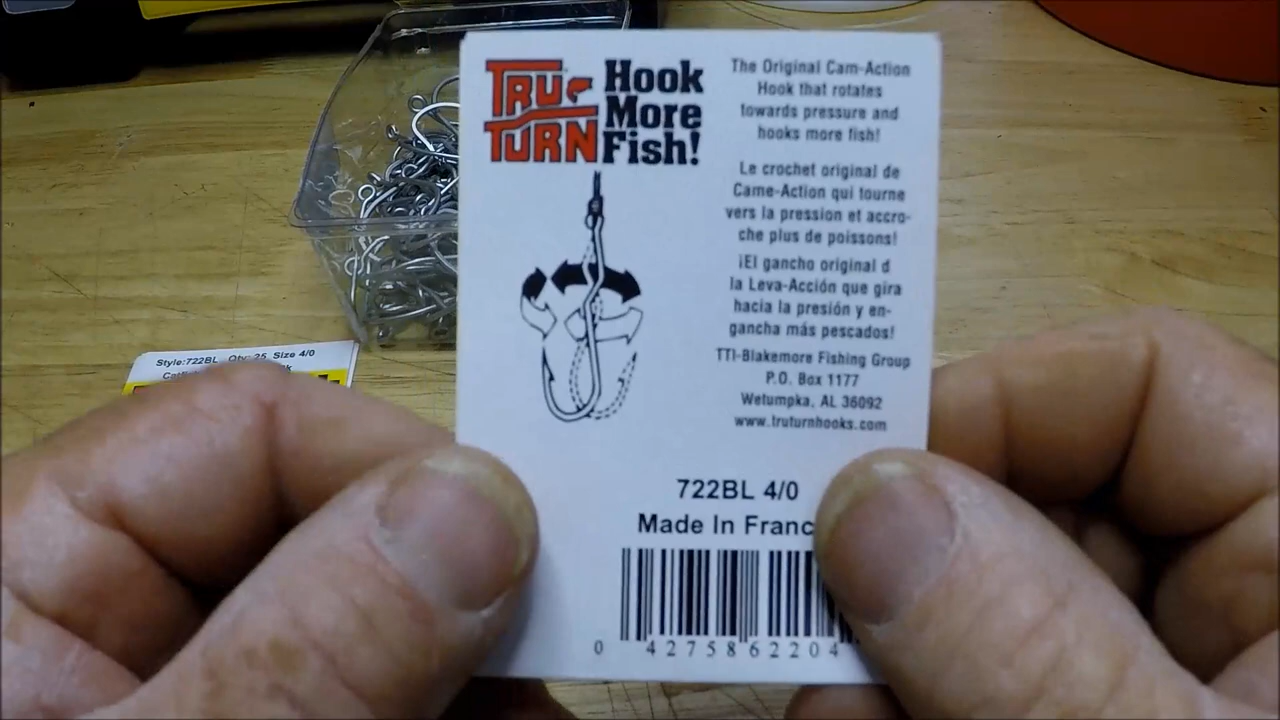 TRU-TURN
Hook
More
Fish!
The Original Cam-Action
Hook that rotates
towards pressure and
hooks more fish!
Le crochet original de
Came-Action qui tourne
vers la pression et accro-
che plus de poissons!
¡El gancho original d
la Leva-Acción que gira
hacia la presión y en-
gancha más pescados!
TTI-Blakemore Fishing Group
P.O. Box 1177
Wetumpka, AL 36092
www.truturnhooks.com
722BL 4/0
Made In Franc
0 42758 62204
Style:722BL Qty: 25 Size 4/0